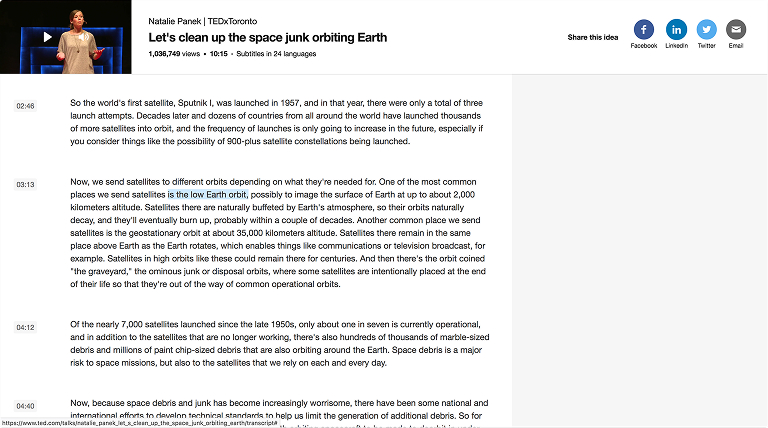 Natalie Panek | TEDxToronto
Let's clean up the space junk orbiting Earth
1,036,749 views • 10:15 • Subtitles in 24 languages
Share this idea
Facebook
LinkedIn
Twitter
Email
02:46
So the world's first satellite, Sputnik I, was launched in 1957, and in that year, there were only a total of three
launch attempts. Decades later and dozens of countries from all around the world have launched thousands
of more satellites into orbit, and the frequency of launches is only going to increase in the future, especially if
you consider things like the possibility of 900-plus satellite constellations being launched.
03:13
Now, we send satellites to different orbits depending on what they're needed for. One of the most common
places we send satellites is the low Earth orbit, possibly to image the surface of Earth at up to about 2,000
kilometers altitude. Satellites there are naturally buffeted by Earth's atmosphere, so their orbits naturally
decay, and they'll eventually burn up, probably within a couple of decades. Another common place we send
satellites is the geostationary orbit at about 35,000 kilometers altitude. Satellites there remain in the same
place above Earth as the Earth rotates, which enables things like communications or television broadcast, for
example. Satellites in high orbits like these could remain there for centuries. And then there's the orbit coined
"the graveyard," the ominous junk or disposal orbits, where some satellites are intentionally placed at the end
of their life so that they're out of the way of common operational orbits.
04:12
Of the nearly 7,000 satellites launched since the late 1950s, only about one in seven is currently operational,
and in addition to the satellites that are no longer working, there's also hundreds of thousands of marble-sized
debris and millions of paint chip-sized debris that are also orbiting around the Earth. Space debris is a major
risk to space missions, but also to the satellites that we rely on each and every day.
04:40
Now, because space debris and junk has become increasingly worrisome, there have been some national and
international efforts to develop technical standards to help us limit the generation of additional debris. So for
https://www.ted.com/talks/natalie_panek_let_s_clean_up_the_space_junk_orbiting_earth/transcript#